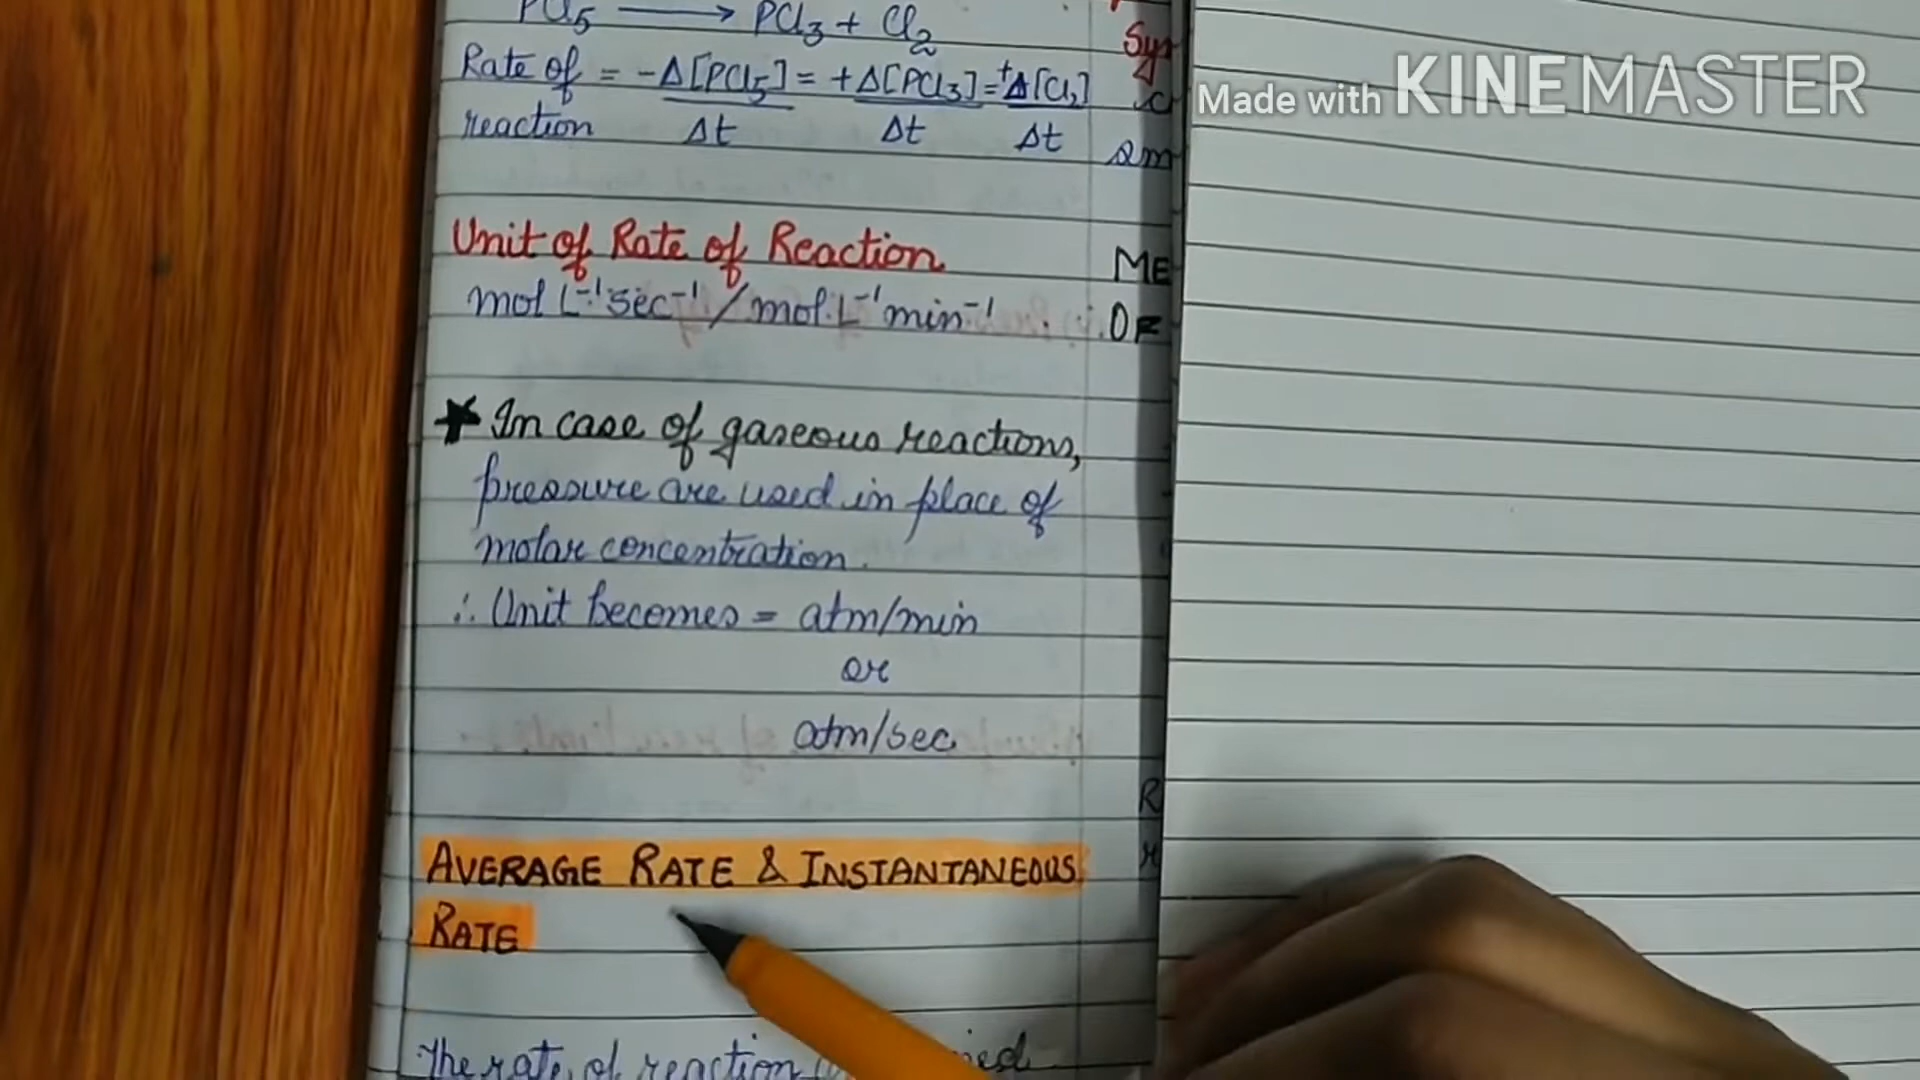 PCl5 ⟶ PCl3 + Cl2
Rate of reaction = -Δ[PCl5]/Δt = +Δ[PCl3]/Δt = +Δ[Cl2]/Δt
Unit of Rate of Reaction
mol L⁻¹ sec⁻¹ / mol L⁻¹ min⁻¹
★ In case of gaseous reactions,
pressure are used in place of
molar concentration.
∴ Unit becomes = atm/min
or
atm/sec
AVERAGE RATE & INSTANTANEOUS
RATE
The rate of reaction
ME
OF
Made with KINEMASTER